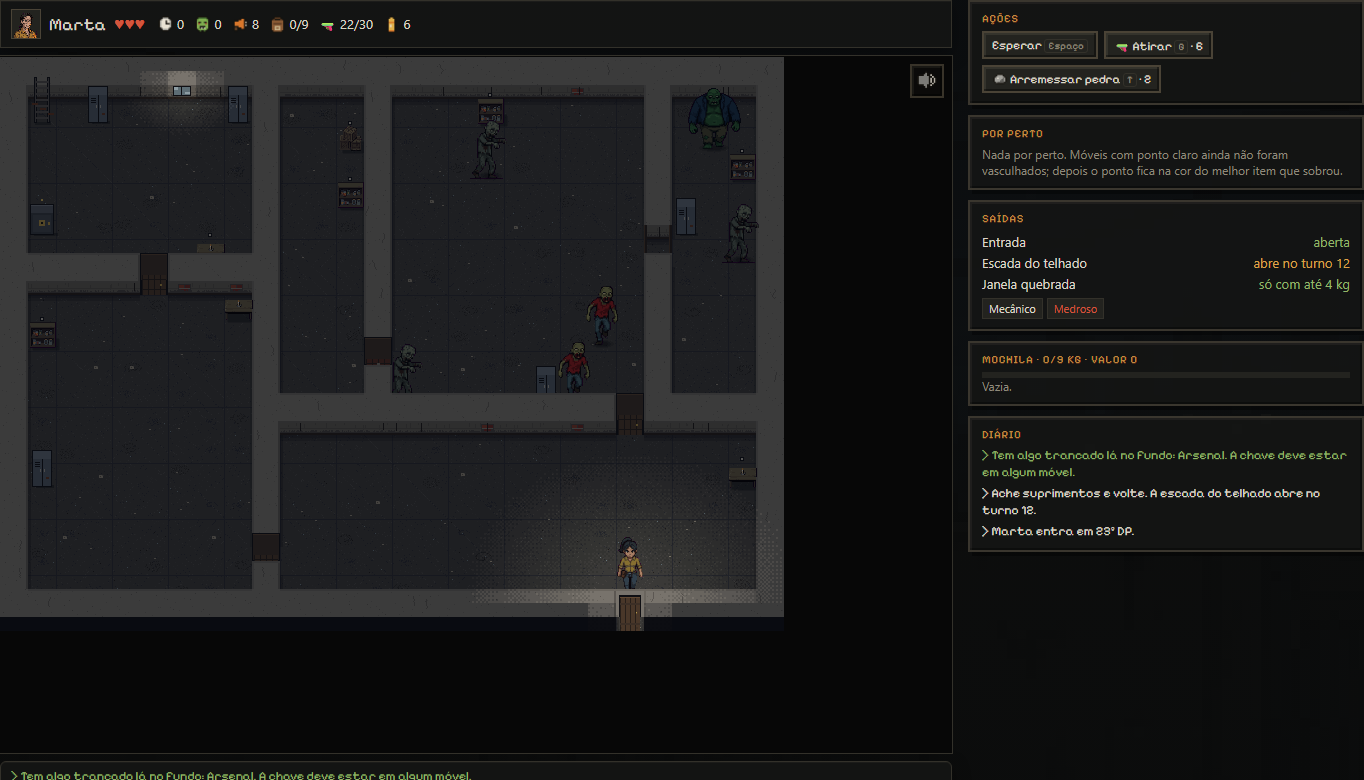 Marta 0 0 8 0/9 22/30 6
AÇÕES
Esperar Espaço Atirar 0 · 6
Arremessar pedra ↑ · 2
POR PERTO
Nada por perto. Móveis com ponto claro ainda não foram
vasculhados; depois o ponto fica na cor do melhor item que sobrou.
SAÍDAS
Entrada aberta
Escada do telhado abre no turno 12
Janela quebrada só com até 4 kg
Mecânico Medroso
MOCHILA · 0/9 KG · VALOR 0
Vazia.
DIÁRIO
> Tem algo trancado lá no fundo: Arsenal. A chave deve estar
em algum móvel.
> Ache suprimentos e volte. A escada do telhado abre no
turno 12.
> Marta entra em 23ª DP.
> Tem algo trancado lá no fundo: Arsenal. A chave deve estar em algum móvel.